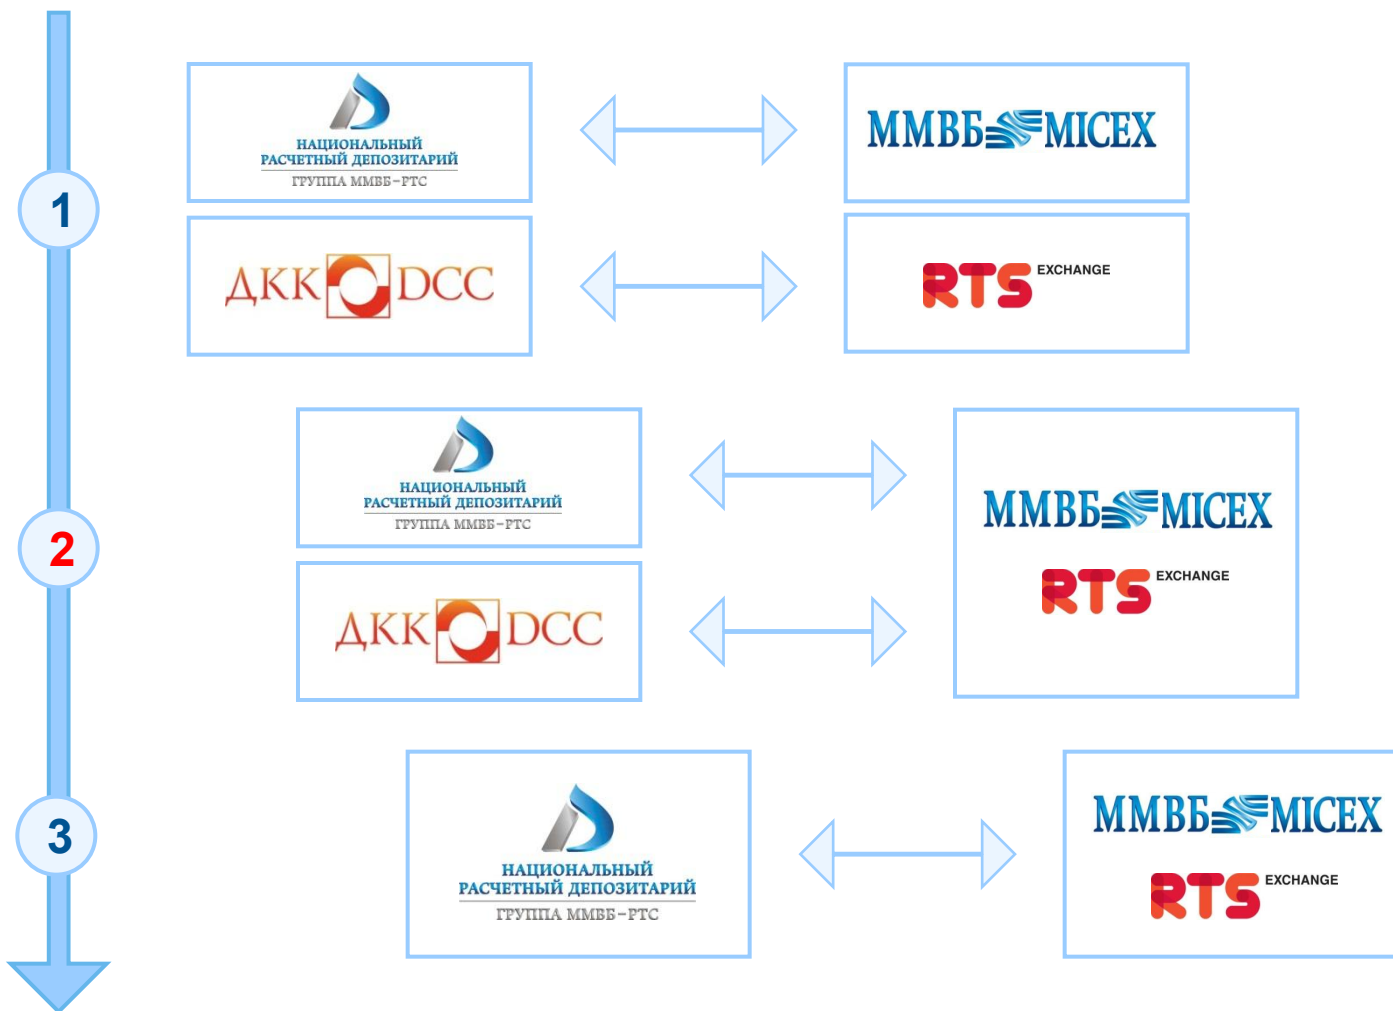 1
НАЦИОНАЛЬНЫЙ
РАСЧЕТНЫЙ ДЕПОЗИТАРИЙ
ГРУППА ММВБ-РТС
ММВБ MICEX
ДКК DCC
RTS EXCHANGE
2
НАЦИОНАЛЬНЫЙ
РАСЧЕТНЫЙ ДЕПОЗИТАРИЙ
ГРУППА ММВБ-РТС
ММВБ MICEX
RTS EXCHANGE
ДКК DCC
3
НАЦИОНАЛЬНЫЙ
РАСЧЕТНЫЙ ДЕПОЗИТАРИЙ
ГРУППА ММВБ-РТС
ММВБ MICEX
RTS EXCHANGE